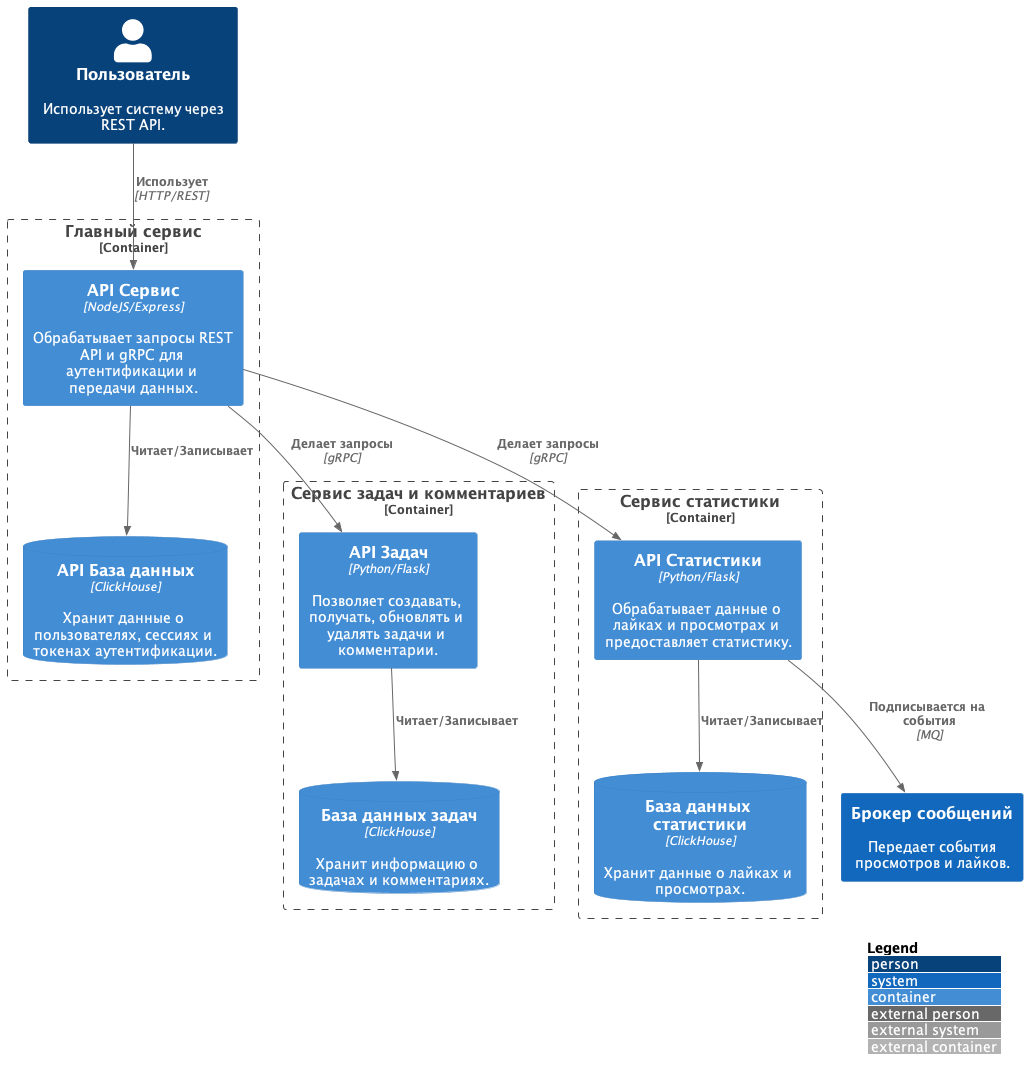 Пользователь
Использует систему через
REST API.
Использует
[HTTP/REST]
Главный сервис
[Container]
API Сервис
[NodeJS/Express]
Обрабатывает запросы REST
API и gRPC для
аутентификации и
передачи данных.
Читает/Записывает
Делает запросы
[gRPC]
Делает запросы
[gRPC]
API База данных
[ClickHouse]
Хранит данные о
пользователях, сессиях и
токенах аутентификации.
Сервис задач и комментариев
[Container]
API Задач
[Python/Flask]
Позволяет создавать,
получать, обновлять и
удалять задачи и
комментарии.
Читает/Записывает
База данных задач
[ClickHouse]
Хранит информацию о
задачах и комментариях.
Сервис статистики
[Container]
API Статистики
[Python/Flask]
Обрабатывает данные о
лайках и просмотрах и
предоставляет статистику.
Читает/Записывает
База данных
статистики
[ClickHouse]
Хранит данные о лайках и
просмотрах.
Подписывается на
события
[MQ]
Брокер сообщений
Передает события
просмотров и лайков.
Legend
person
system
container
external person
external system
external container